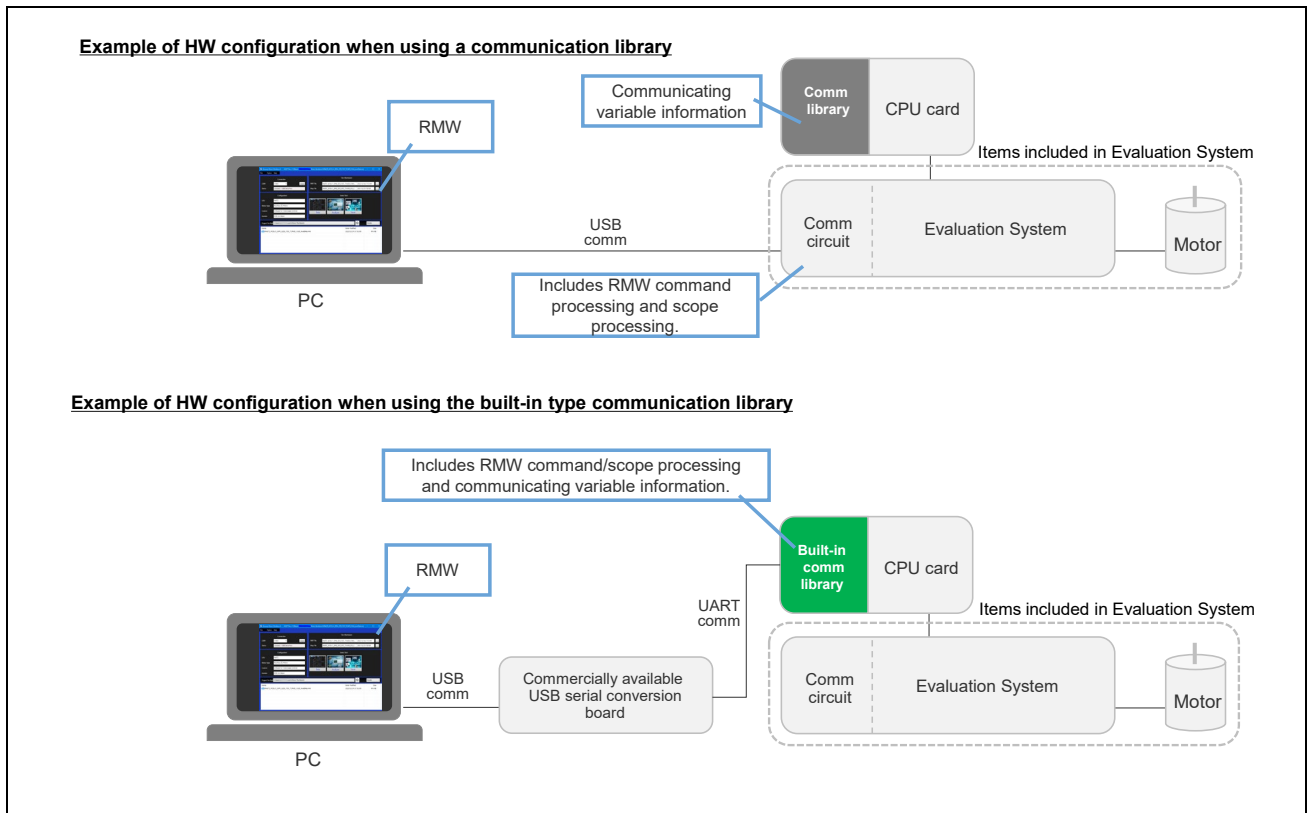 Example of HW configuration when using a communication library
Communicating
variable information
Comm
library
CPU card
RMW
Items included in Evaluation System
USB
comm
Comm
circuit
Evaluation System
Motor
PC
Includes RMW command
processing and scope
processing.
Example of HW configuration when using the built-in type communication library
Includes RMW command/scope processing
and communicating variable information.
Built-in
comm
library
CPU card
RMW
UART
comm
Items included in Evaluation System
USB
comm
Commercially available
USB serial conversion
board
Comm
circuit
Evaluation System
Motor
PC